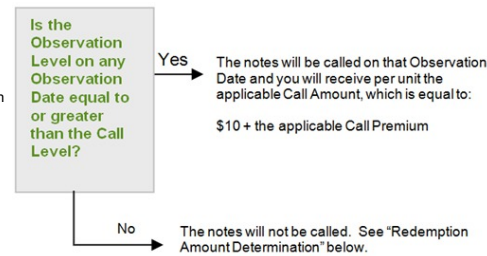 Is the
Observation
Level on any
Observation
Date equal to
or greater
than the Call
Level?
Yes
The notes will be called on that Observation
Date and you will receive per unit the
applicable Call Amount, which is equal to:
$10 + the applicable Call Premium
No
The notes will not be called. See “Redemption
Amount Determination” below.